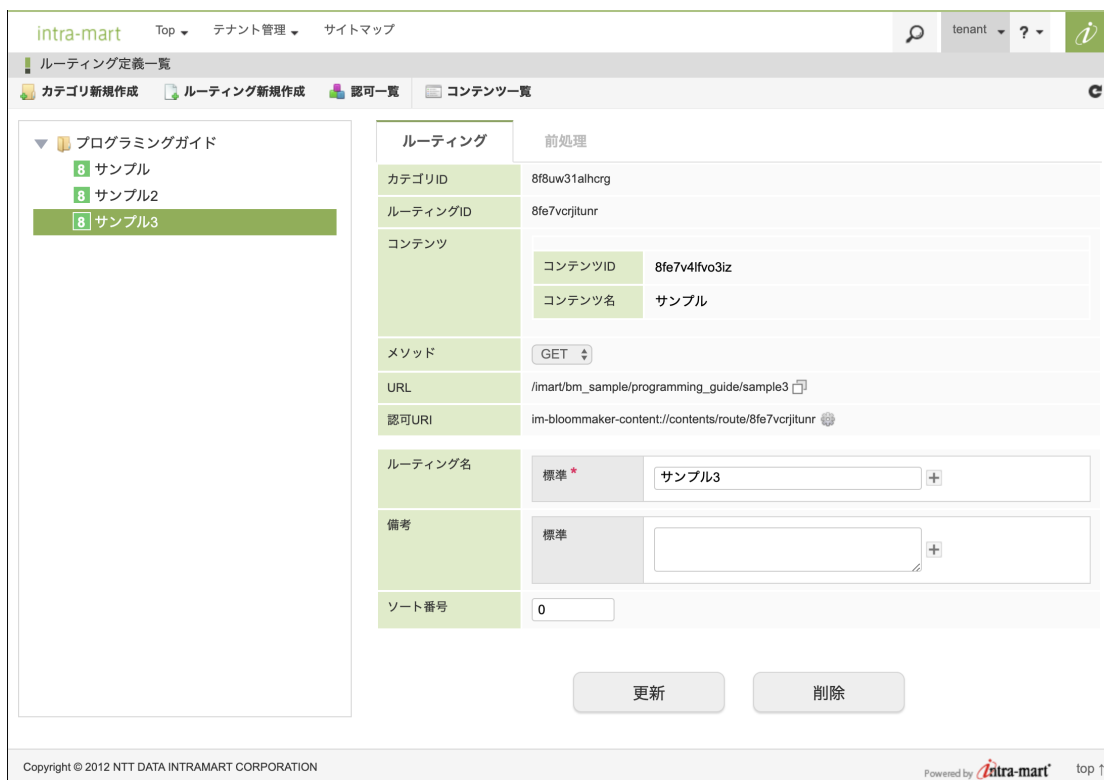 intra-mart Top テナント管理 サイトマップ tenant ?
ルーティング定義一覧
カテゴリ新規作成 ルーティング新規作成 認可一覧 コンテンツ一覧
プログラミングガイド
8 サンプル
8 サンプル2
8 サンプル3
ルーティング 前処理
カテゴリID 8f8uw31alhcrg
ルーティングID 8fe7vcrjitunr
コンテンツ
コンテンツID 8fe7v4lfvo3iz
コンテンツ名 サンプル
メソッド GET
URL /imart/bm_sample/programming_guide/sample3
認可URI im-bloommaker-content://contents/route/8fe7vcrjitunr
ルーティング名 標準* サンプル3
備考 標準
ソート番号 0
更新 削除
Copyright © 2012 NTT DATA INTRAMART CORPORATION Powered by intra-mart top ↑